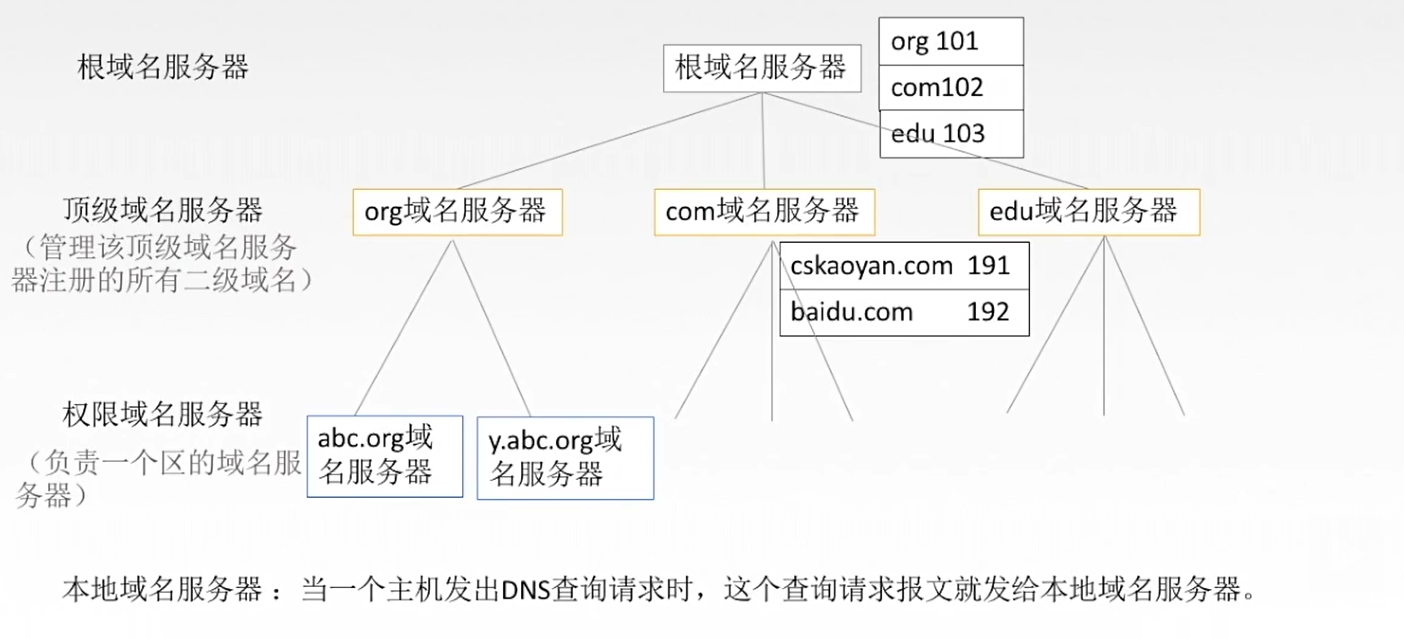 根域名服务器
根域名服务器
org 101
com102
edu 103
顶级域名服务器
（管理该顶级域名服务
器注册的所有二级域名）
org域名服务器
com域名服务器
edu域名服务器
cskaoyan.com 191
baidu.com 192
权限域名服务器
（负责一个区的域名服
务器）
abc.org域
名服务器
y.abc.org域
名服务器
本地域名服务器：当一个主机发出DNS查询请求时，这个查询请求报文就发给本地域名服务器。